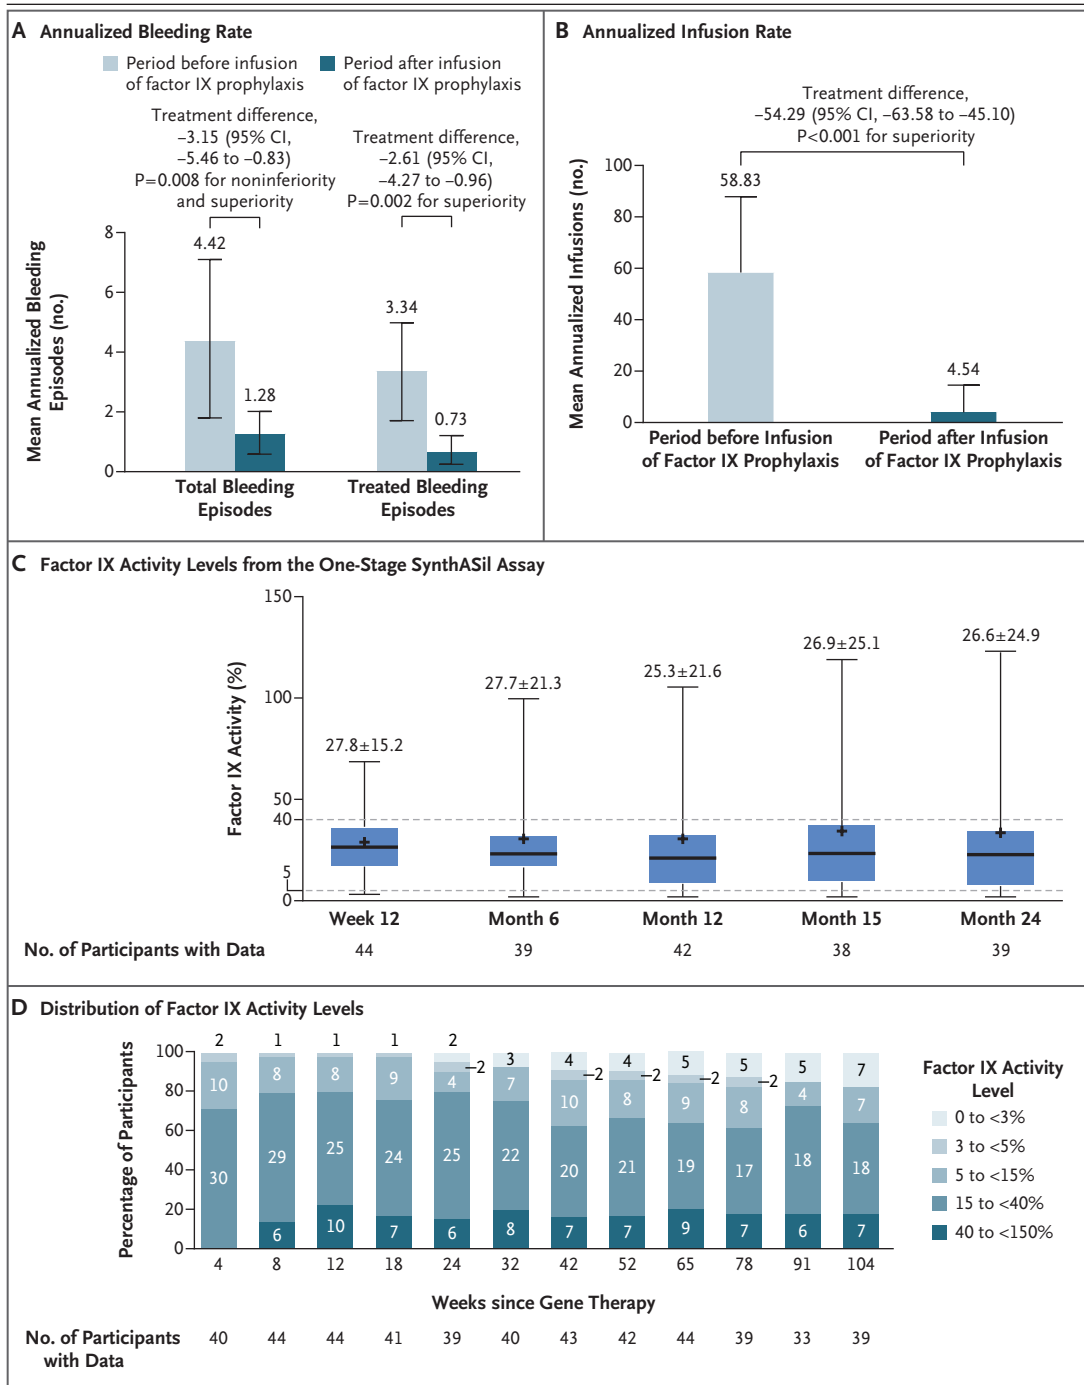 A Annualized Bleeding Rate
Period before infusion of factor IX prophylaxis
Period after infusion of factor IX prophylaxis
Treatment difference,
–3.15 (95% CI,
–5.46 to –0.83)
P=0.008 for noninferiority
and superiority
Treatment difference,
–2.61 (95% CI,
–4.27 to –0.96)
P=0.002 for superiority
Mean Annualized Bleeding
Episodes (no.)
8
6
4
2
0
4.42
1.28
3.34
0.73
Total Bleeding
Episodes
Treated Bleeding
Episodes
B Annualized Infusion Rate
Treatment difference,
–54.29 (95% CI, –63.58 to –45.10)
P<0.001 for superiority
Mean Annualized Infusions (no.)
100
80
60
40
20
0
58.83
4.54
Period before Infusion
of Factor IX Prophylaxis
Period after Infusion
of Factor IX Prophylaxis
C Factor IX Activity Levels from the One-Stage SynthASil Assay
Factor IX Activity (%)
150
100
50
40
5
0
27.8±15.2
27.7±21.3
25.3±21.6
26.9±25.1
26.6±24.9
Week 12 Month 6 Month 12 Month 15 Month 24
No. of Participants with Data 44 39 42 38 39
D Distribution of Factor IX Activity Levels
Percentage of Participants
100
80
60
40
20
0
2 1 1 1 2
3 4 4 5 5 5 7
–2 –2 –2 –2 –2
10 8 8 9 4 7 10 8 9 8 4 7
30 29 25 24 25 22 20 21 19 17 18 18
6 10 7 6 8 7 7 9 7 6 7
4 8 12 18 24 32 42 52 65 78 91 104
Weeks since Gene Therapy
No. of Participants
with Data
40 44 44 41 39 40 43 42 44 39 33 39
Factor IX Activity
Level
0 to <3%
3 to <5%
5 to <15%
15 to <40%
40 to <150%